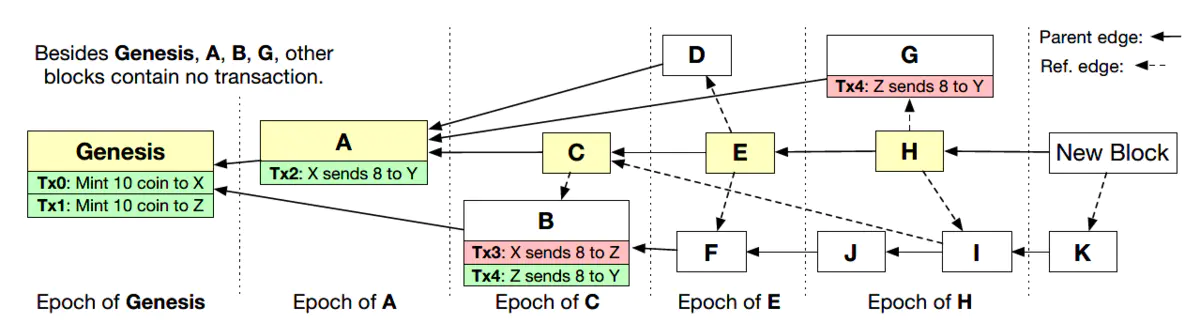 Besides Genesis, A, B, G, other
blocks contain no transaction.
Parent edge:
Ref. edge:
D
G
Tx4: Z sends 8 to Y
Genesis
Tx0: Mint 10 coin to X
Tx1: Mint 10 coin to Z
A
Tx2: X sends 8 to Y
C
E
H
New Block
B
Tx3: X sends 8 to Z
Tx4: Z sends 8 to Y
F
J
I
K
Epoch of Genesis
Epoch of A
Epoch of C
Epoch of E
Epoch of H